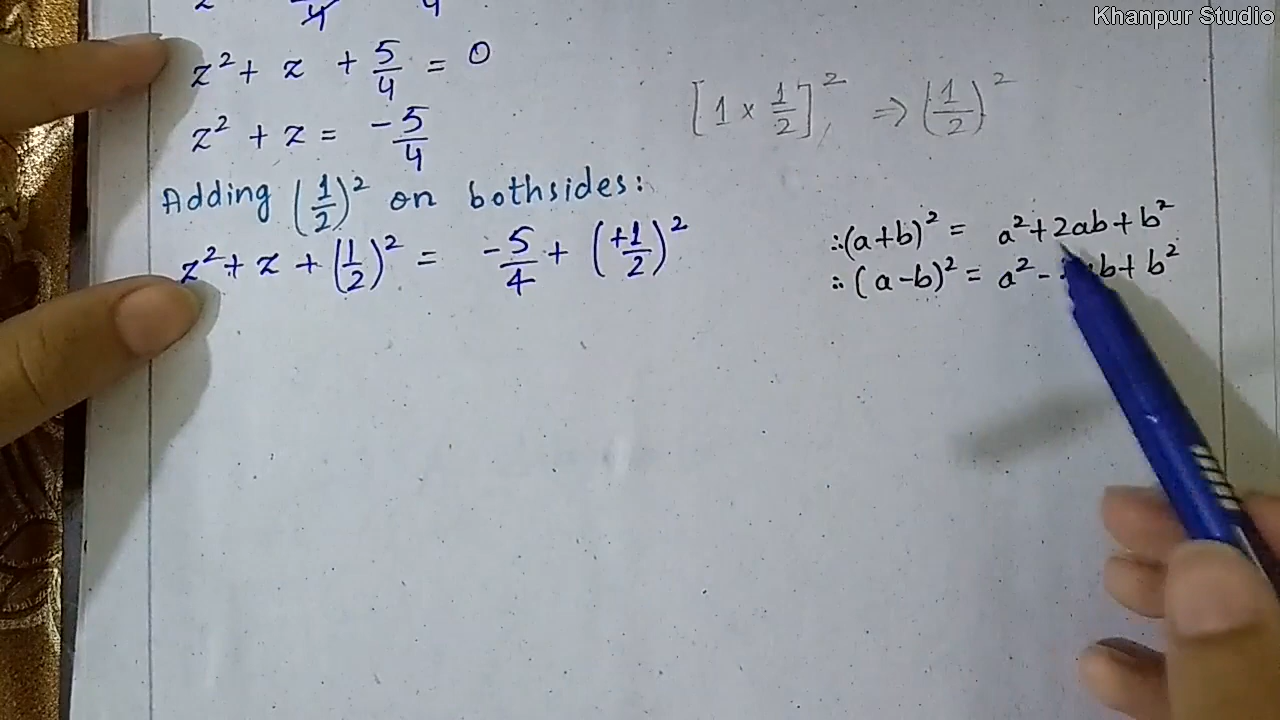 Khanpur Studio
z² + z + 5/4 = 0
[1 × 1/2]² ⇒ (1/2)²
z² + z = -5/4
Adding (1/2)² on bothsides:
z² + z + (1/2)² = -5/4 + (+1/2)²
∴(a+b)² = a² + 2ab + b²
∴(a-b)² = a² - b + b²